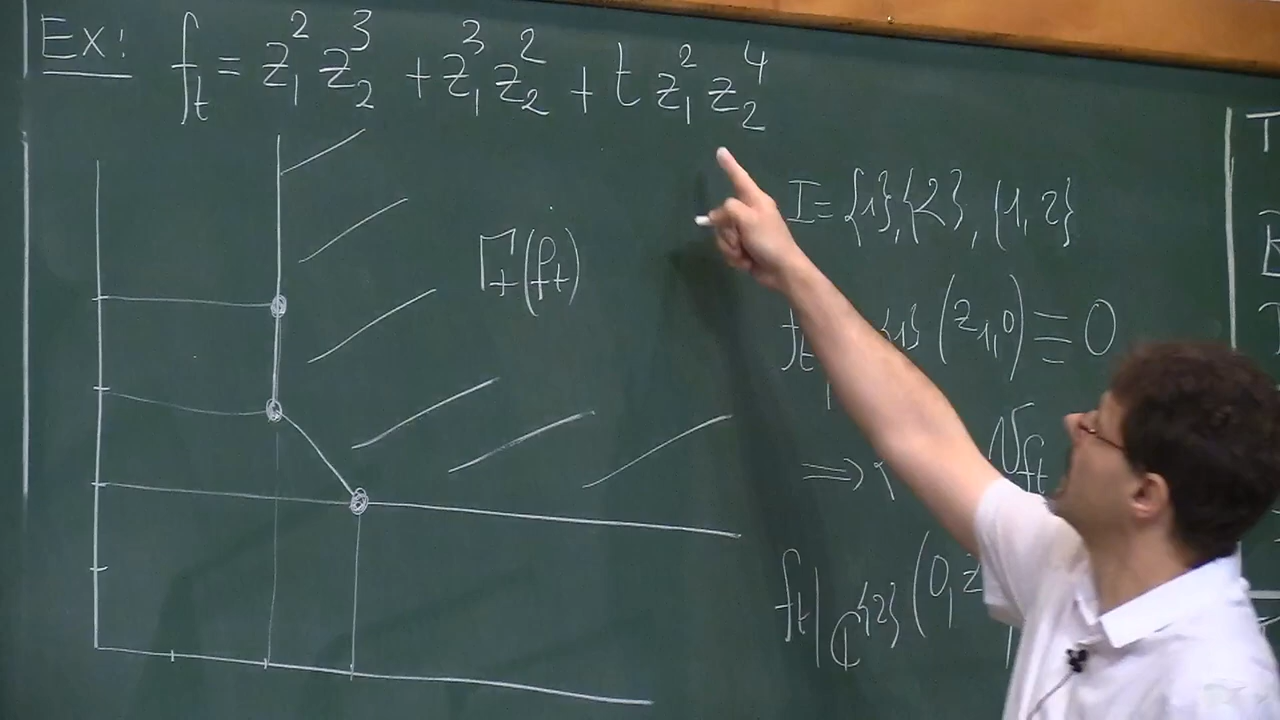 Ex: f_t = z_1^2 z_2^3 + z_1^3 z_2^2 + t z_1^2 z_2^4
Γ_+(f_t)
I = {1}, {2}, {1, 2}
{1} (z_1, 0) ≡ 0
⟹
f_t|_ℂ^{2} (0, z